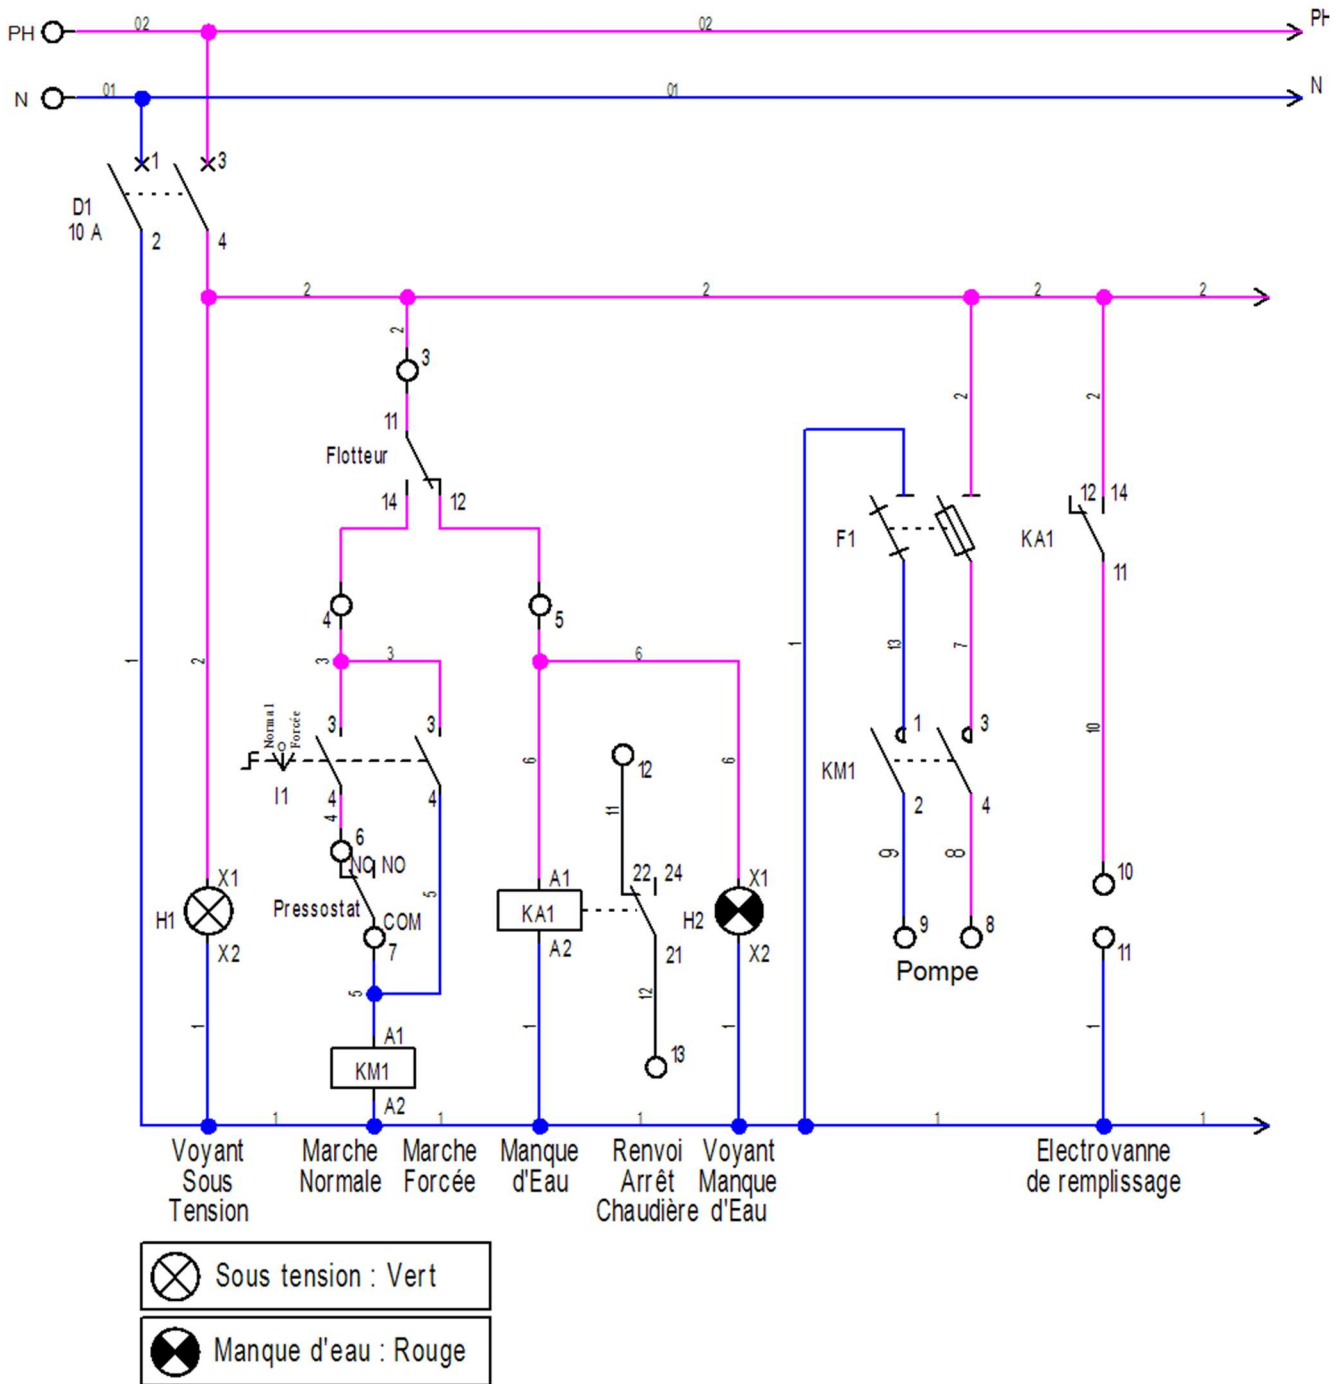 PH 02 02 PH
N 01 01 N
1 3
D1
10 A
2 4
2 2 2 2
2
3
11
Flotteur
14 12
2 2
12 14
F1 KA1
11
4 5
1 2
3 3 6
1 13 7
Normal
O
Forcée
3 3
I1
4 4
4
6
NO NO
Pressostat
COM
7
5
5
A1
KM1
A2
6 6
12
11
1 3
KM1
2 4
10
9 8
X1
H1
X2
A1
KA1
A2
22 24
21
12
13
X1
H2
X2
9 8
Pompe
10
11
1 1 1 1
1 1 1 1 1
Voyant
Sous
Tension
Marche
Normale
Marche
Forcée
Manque
d'Eau
Renvoi
Arrêt
Chaudière
Voyant
Manque
d'Eau
Electrovanne
de remplissage
Sous tension : Vert
Manque d'eau : Rouge